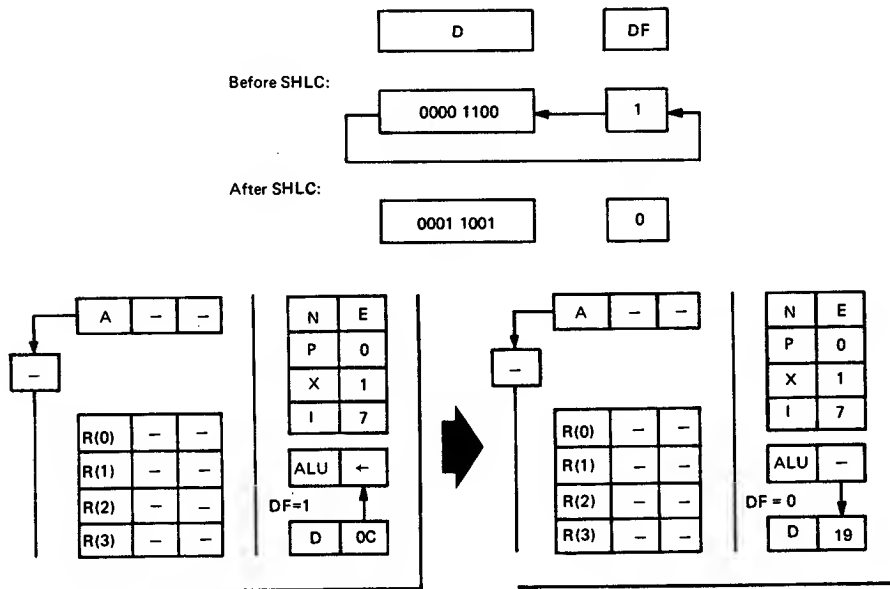 D DF
Before SHLC:
0000 1100 1
After SHLC:
0001 1001 0
A – –
–
R(0) – –
R(1) – –
R(2) – –
R(3) – –
N E
P 0
X 1
I 7
ALU ←
DF=1
D 0C
A – –
–
R(0) – –
R(1) – –
R(2) – –
R(3) – –
N E
P 0
X 1
I 7
ALU –
DF = 0
D 19